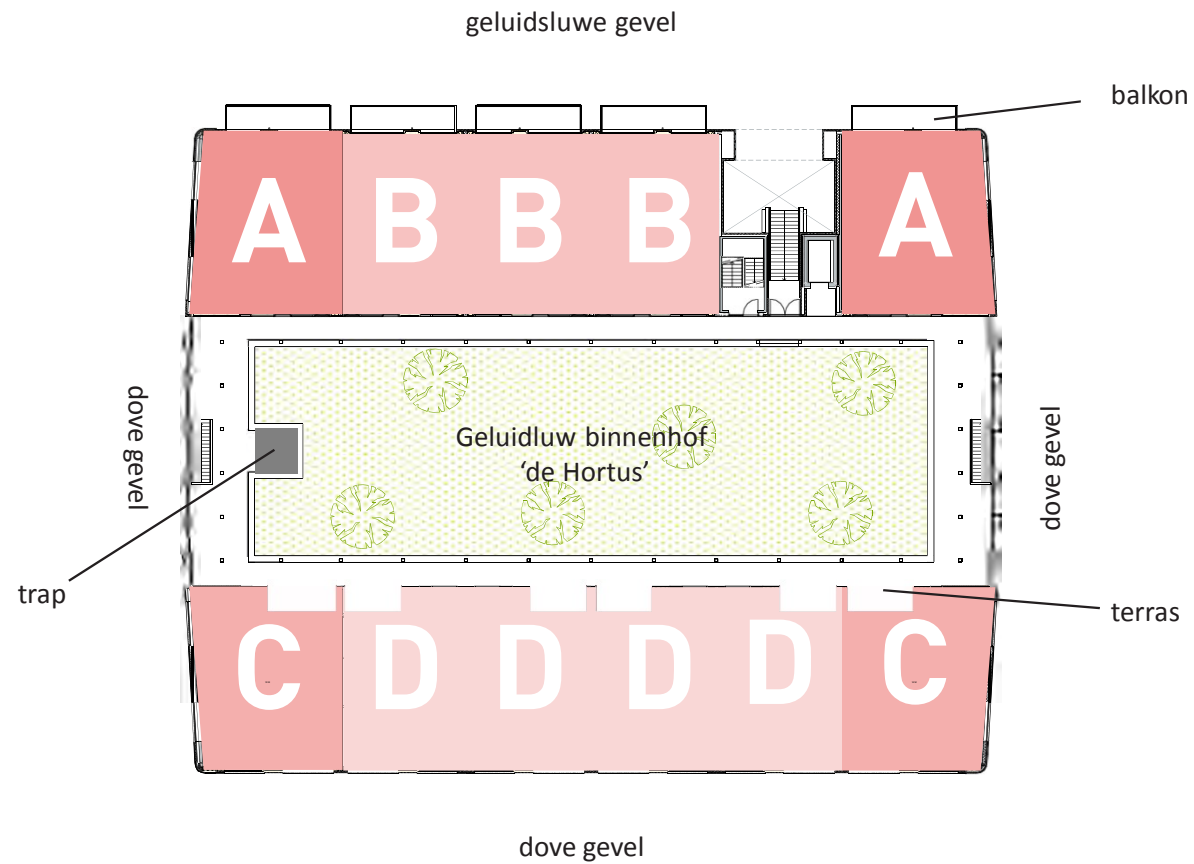 geluidsluwe gevel
balkon
A B B B A
dove gevel
Geluidluw binnenhof
‘de Hortus’
dove gevel
trap
terras
C D D D D C
dove gevel